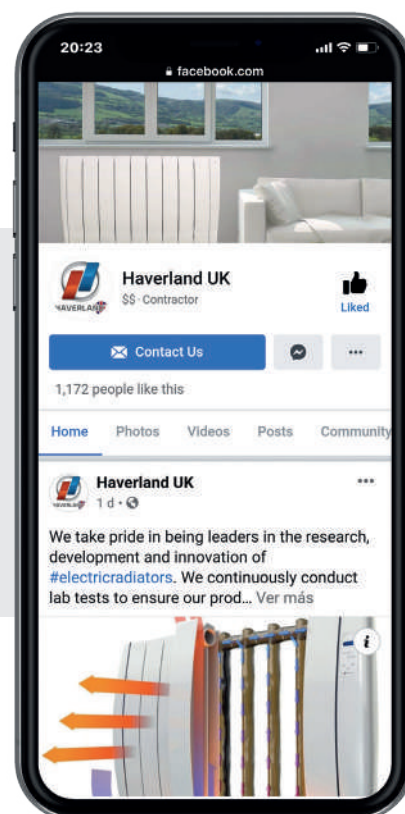 20:23
facebook.com
Haverland UK
$$ · Contractor
HAVERLAND
Liked
Contact Us
1,172 people like this
Home Photos Videos Posts Community
Haverland UK
1 d ·
We take pride in being leaders in the research,
development and innovation of
#electricradiators. We continuously conduct
lab tests to ensure our prod... Ver más
i